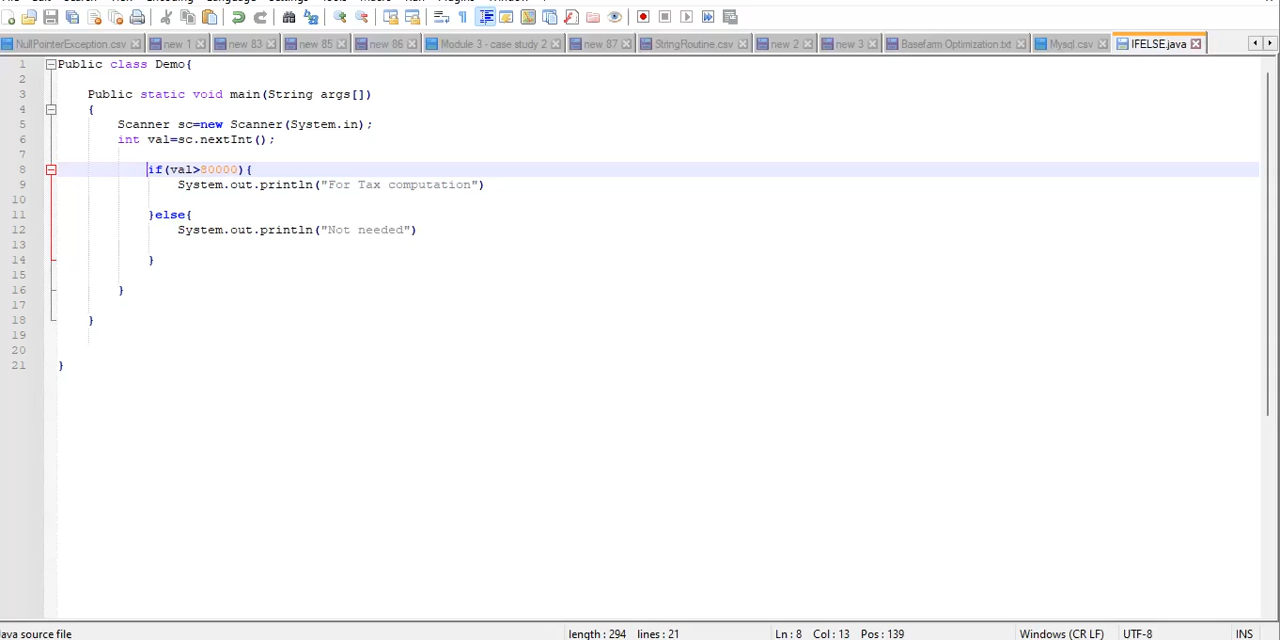 NullPointerException.csv new 1 new 83 new 85 new 86 Module 3 - case study 2 new 87 StringRoutine.csv new 2 new 3 Basefarm Optimization.txt Mysql.csv IFELSE.java
1 Public class Demo{
2
3 Public static void main(String args[])
4 {
5 Scanner sc=new Scanner(System.in);
6 int val=sc.nextInt();
7
8 if(val>80000){
9 System.out.println("For Tax computation")
10
11 }else{
12 System.out.println("Not needed")
13
14 }
15
16 }
17
18 }
19
20
21 }
ava source file length : 294 lines : 21 Ln : 8 Col : 13 Pos : 139 Windows (CR LF) UTF-8 INS